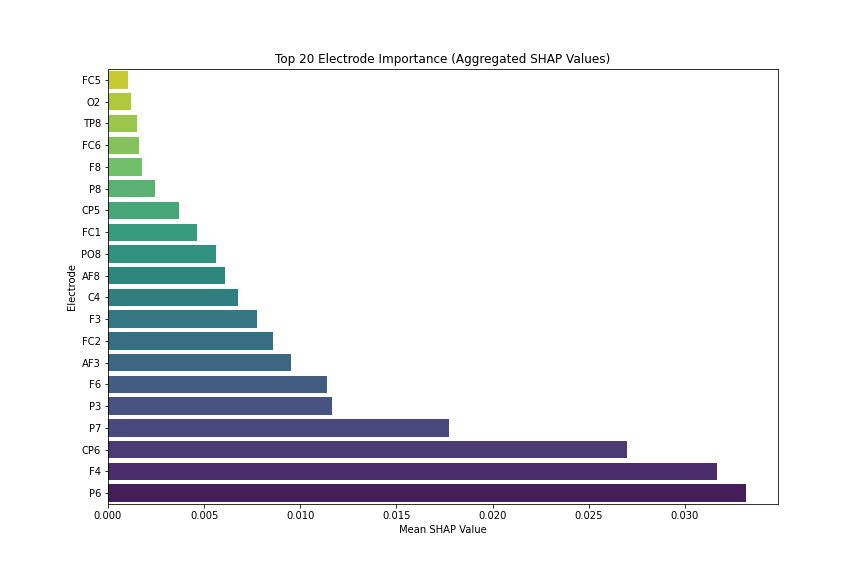 Top 20 Electrode Importance (Aggregated SHAP Values)
Electrode
FC5
O2
TP8
FC6
F8
P8
CP5
FC1
PO8
AF8
C4
F3
FC2
AF3
F6
P3
P7
CP6
F4
P6
0.000 0.005 0.010 0.015 0.020 0.025 0.030
Mean SHAP Value